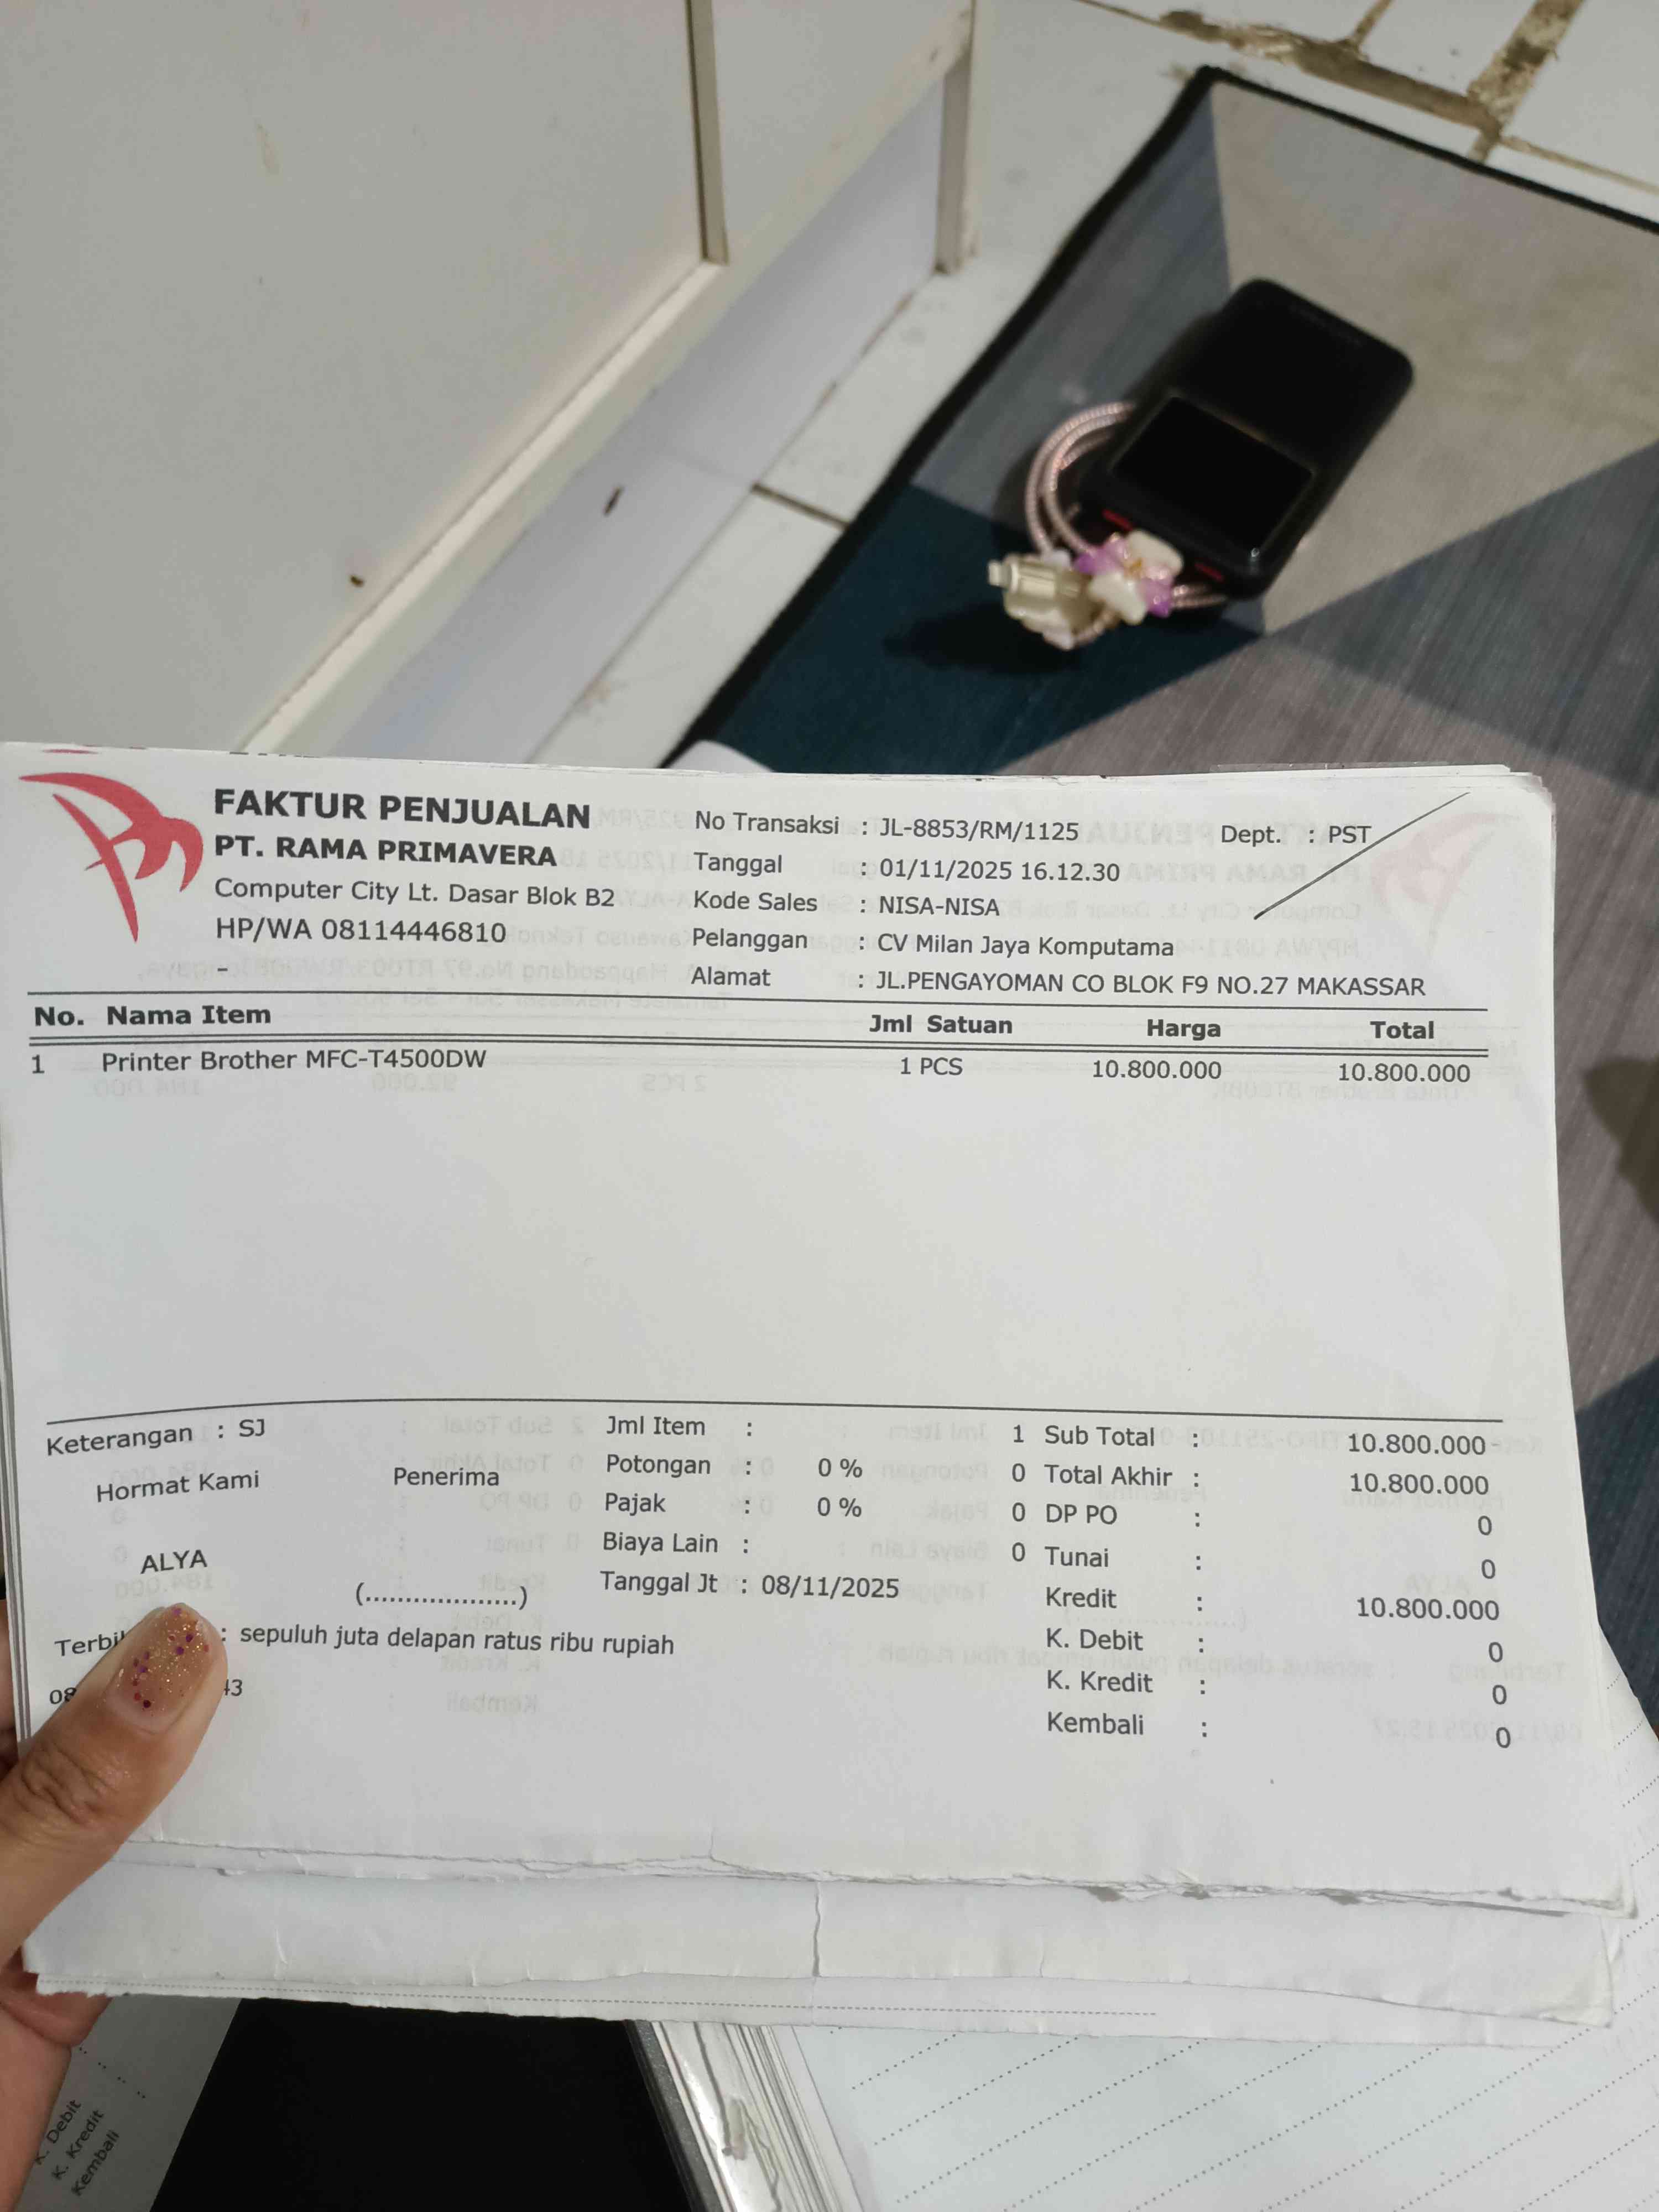 FAKTUR PENJUALAN
PT. RAMA PRIMAVERA
Computer City Lt. Dasar Blok B2
HP/WA 08114446810
-
No Transaksi : JL-8853/RM/1125 Dept. : PST
Tanggal : 01/11/2025 16.12.30
Kode Sales : NISA-NISA
Pelanggan : CV Milan Jaya Komputama
Alamat : JL.PENGAYOMAN CO BLOK F9 NO.27 MAKASSAR
No. Nama Item Jml Satuan Harga Total
1 Printer Brother MFC-T4500DW 1 PCS 10.800.000 10.800.000
Keterangan : SJ
Hormat Kami Penerima
ALYA
(...................)
Jml Item : 1
Potongan : 0 % 0
Pajak : 0 % 0
Biaya Lain : 0
Tanggal Jt : 08/11/2025
Sub Total : 10.800.000
Total Akhir : 10.800.000
DP PO : 0
Tunai : 0
Kredit : 10.800.000
K. Debit : 0
K. Kredit : 0
Kembali : 0
: sepuluh juta delapan ratus ribu rupiah
K. Debit
K. Kredit
Kembali